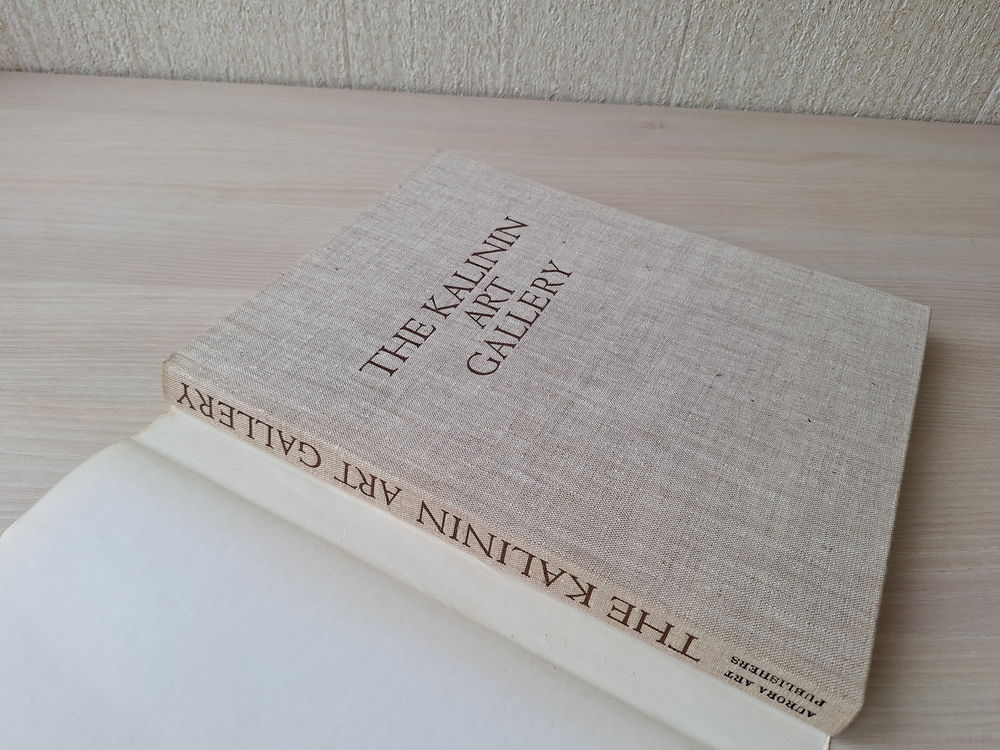 THE KALININ
ART
GALLERY
THE KALININ ART GALLERY
AURORA ART
PUBLISHERS